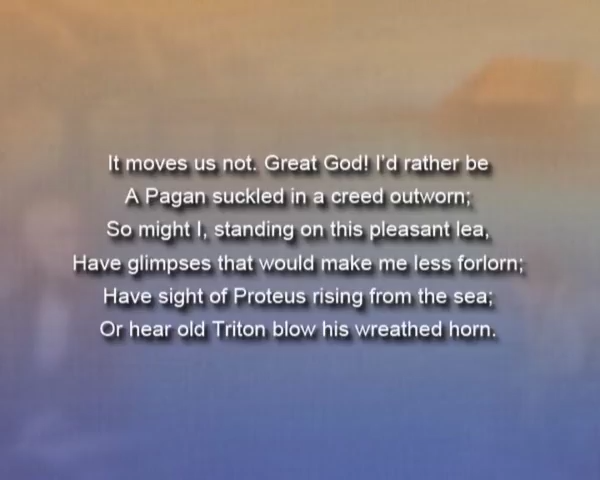 It moves us not. Great God! I'd rather be
A Pagan suckled in a creed outworn;
So might I, standing on this pleasant lea,
Have glimpses that would make me less forlorn;
Have sight of Proteus rising from the sea;
Or hear old Triton blow his wreathed horn.